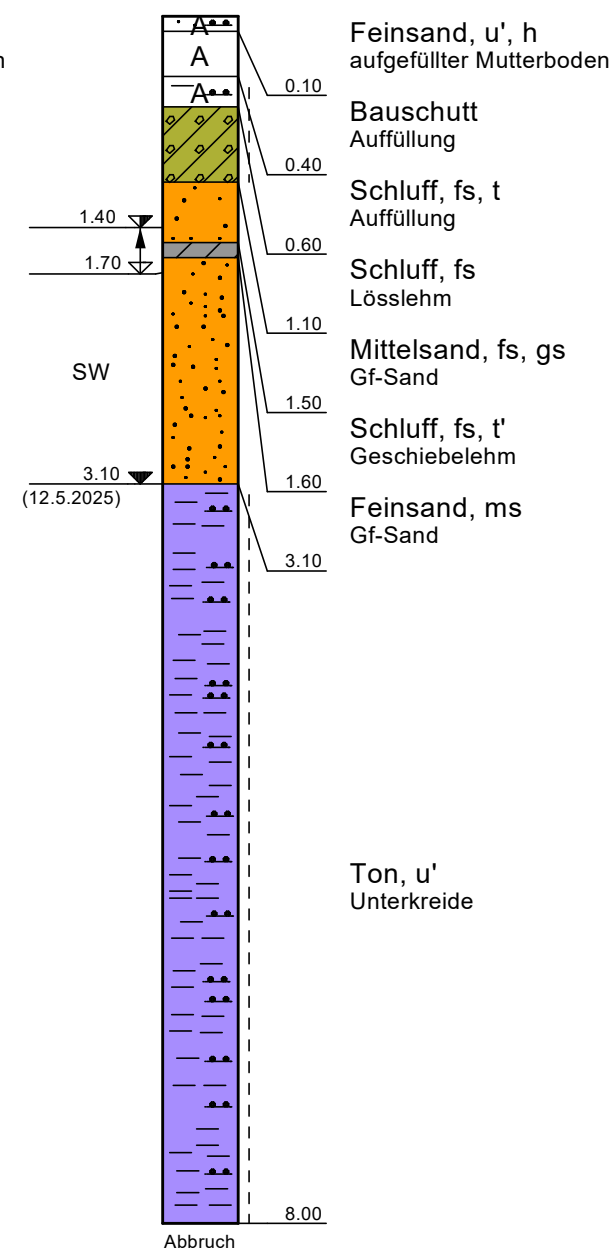 A
A
A
n
Feinsand, u', h
aufgefüllter Mutterboden
0.10
Bauschutt
Auffüllung
0.40
Schluff, fs, t
Auffüllung
0.60
Schluff, fs
Lösslehm
1.10
Mittelsand, fs, gs
Gf-Sand
1.50
Schluff, fs, t'
Geschiebelehm
1.60
Feinsand, ms
Gf-Sand
3.10
1.40
1.70
SW
3.10
(12.5.2025)
Ton, u'
Unterkreide
8.00
Abbruch